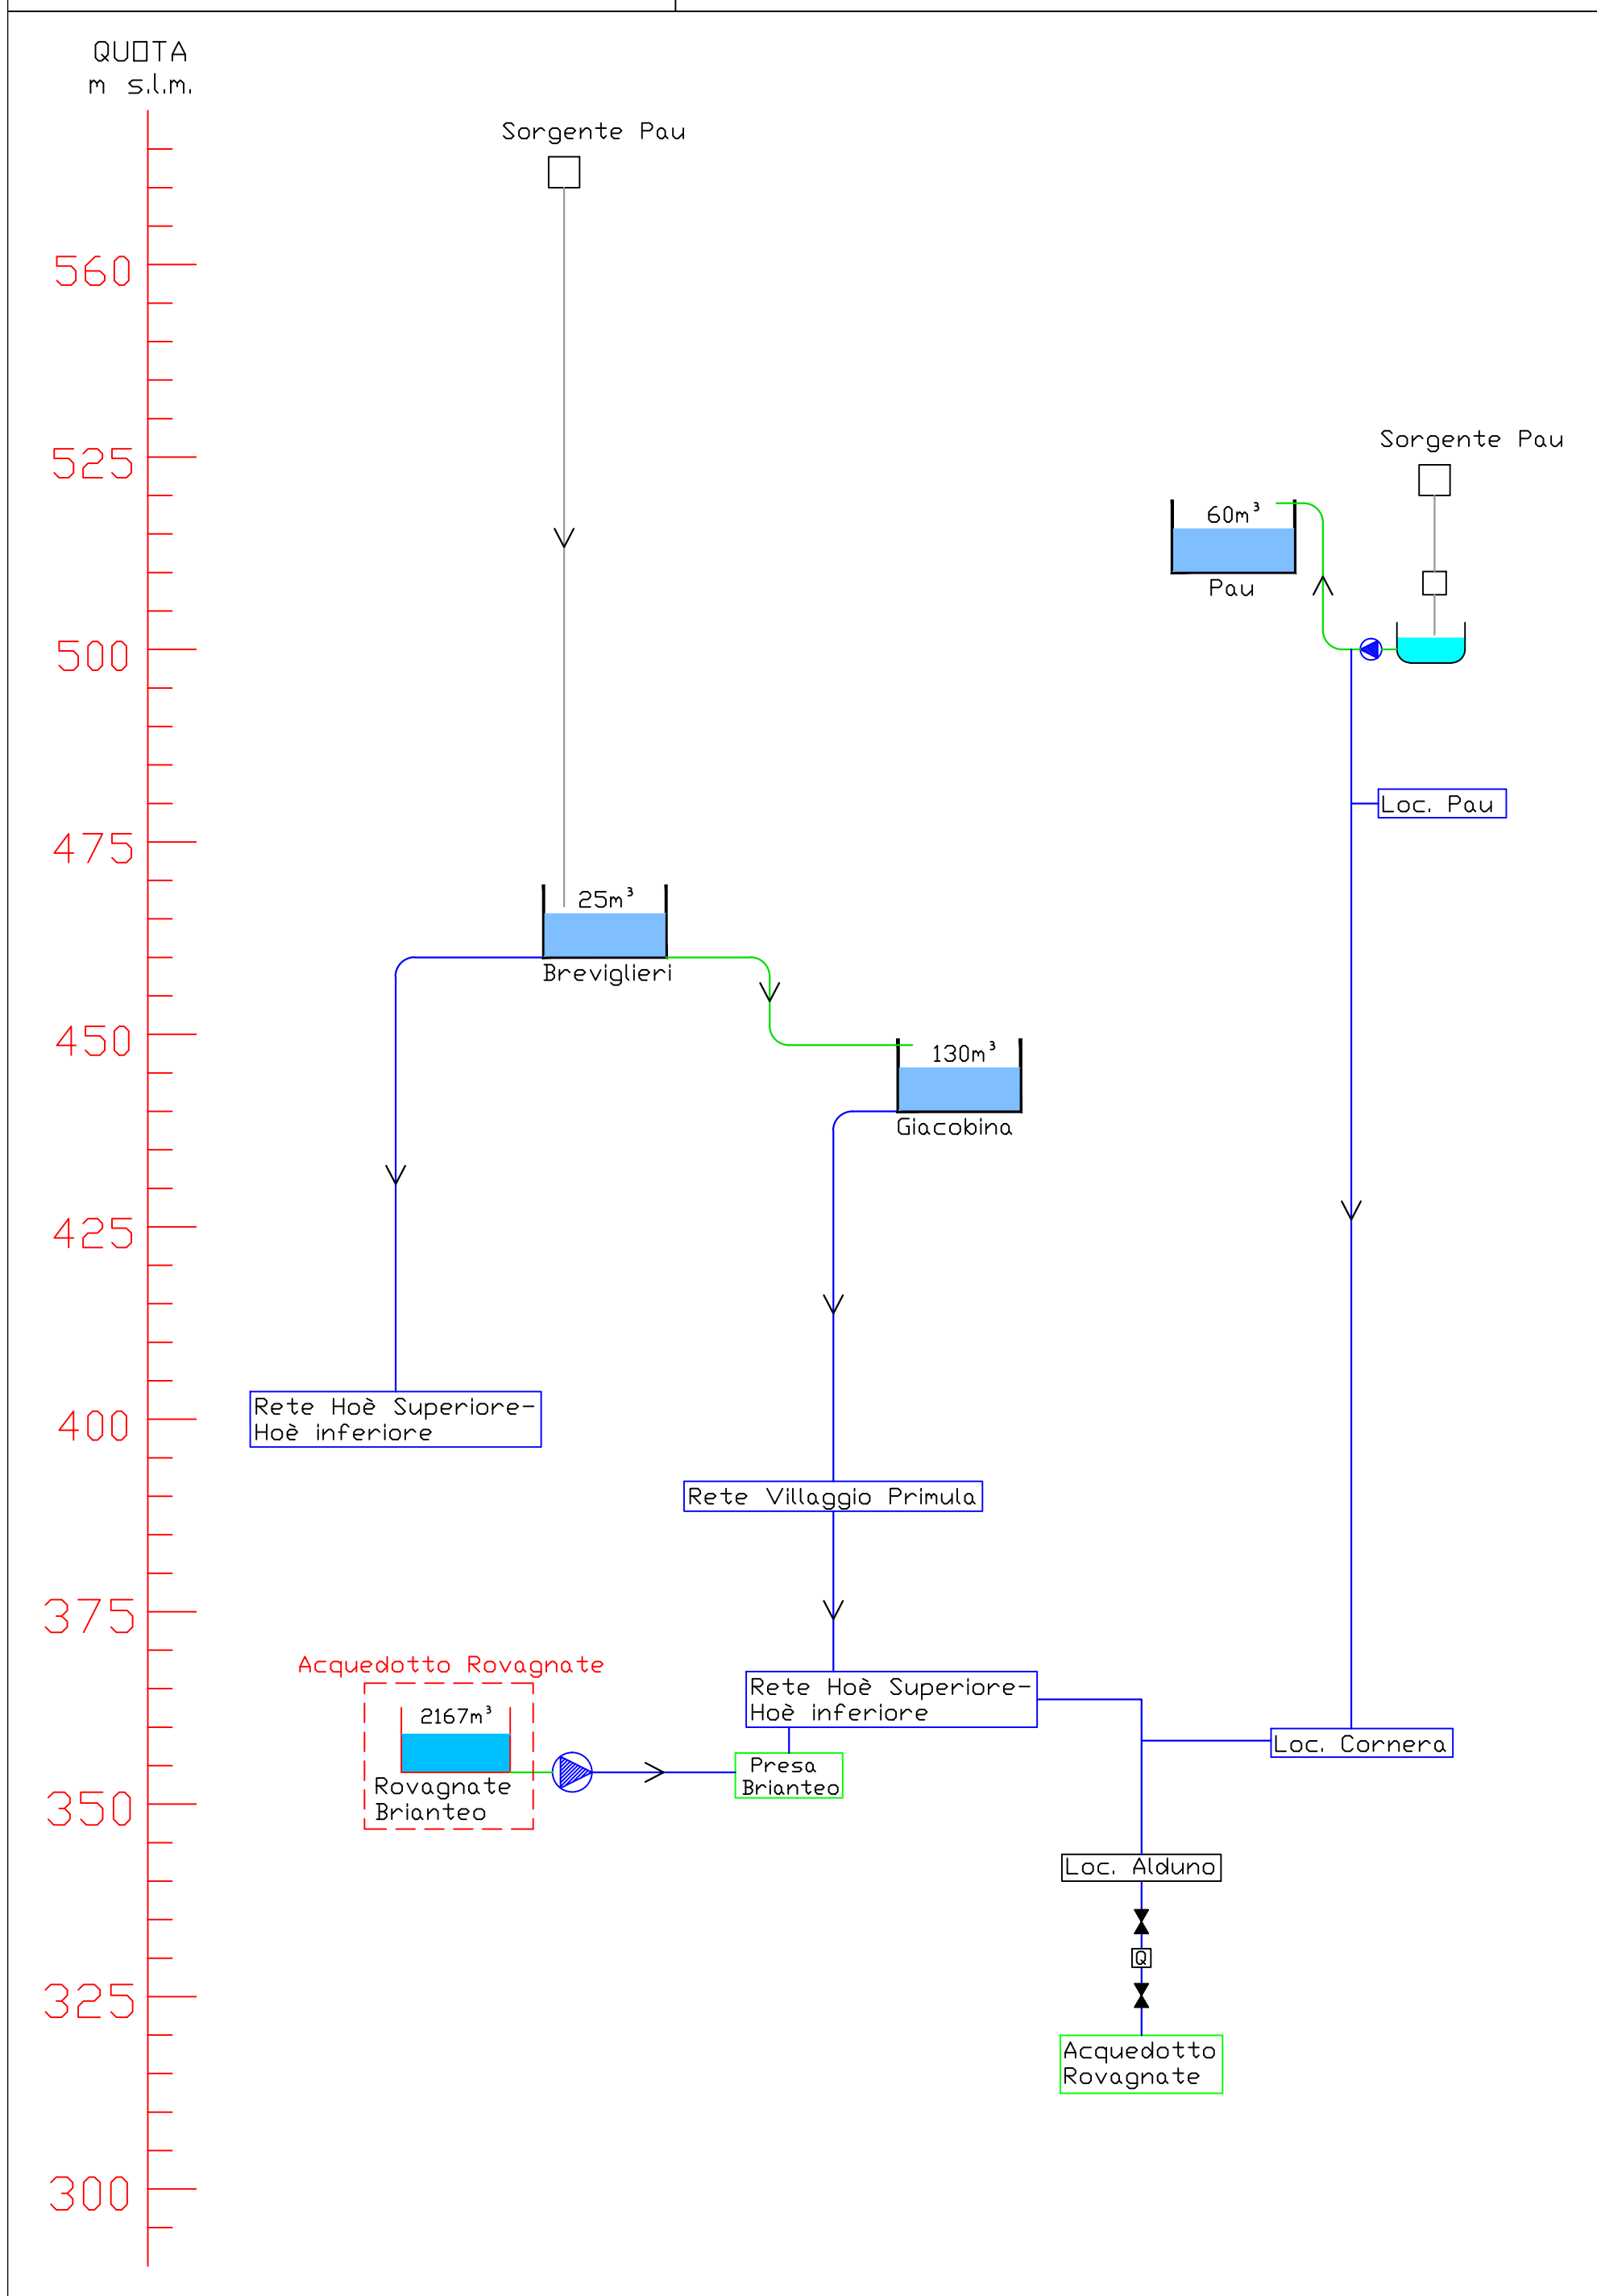 QUOTA
m s.l.m.
Sorgente Pau
560
525
Sorgente Pau
60m³
Pau
500
Loc. Pau
475
25m³
Breviglieri
450
130m³
Giacobina
425
400
Rete Hoè Superiore-
Hoè inferiore
Rete Villaggio Primula
375
Acquedotto Rovagnate
2167m³
Rovagnate
Brianteo
Rete Hoè Superiore-
Hoè inferiore
Presa
Brianteo
Loc. Cornera
350
Loc. Alduno
Q
325
Acquedotto
Rovagnate
300